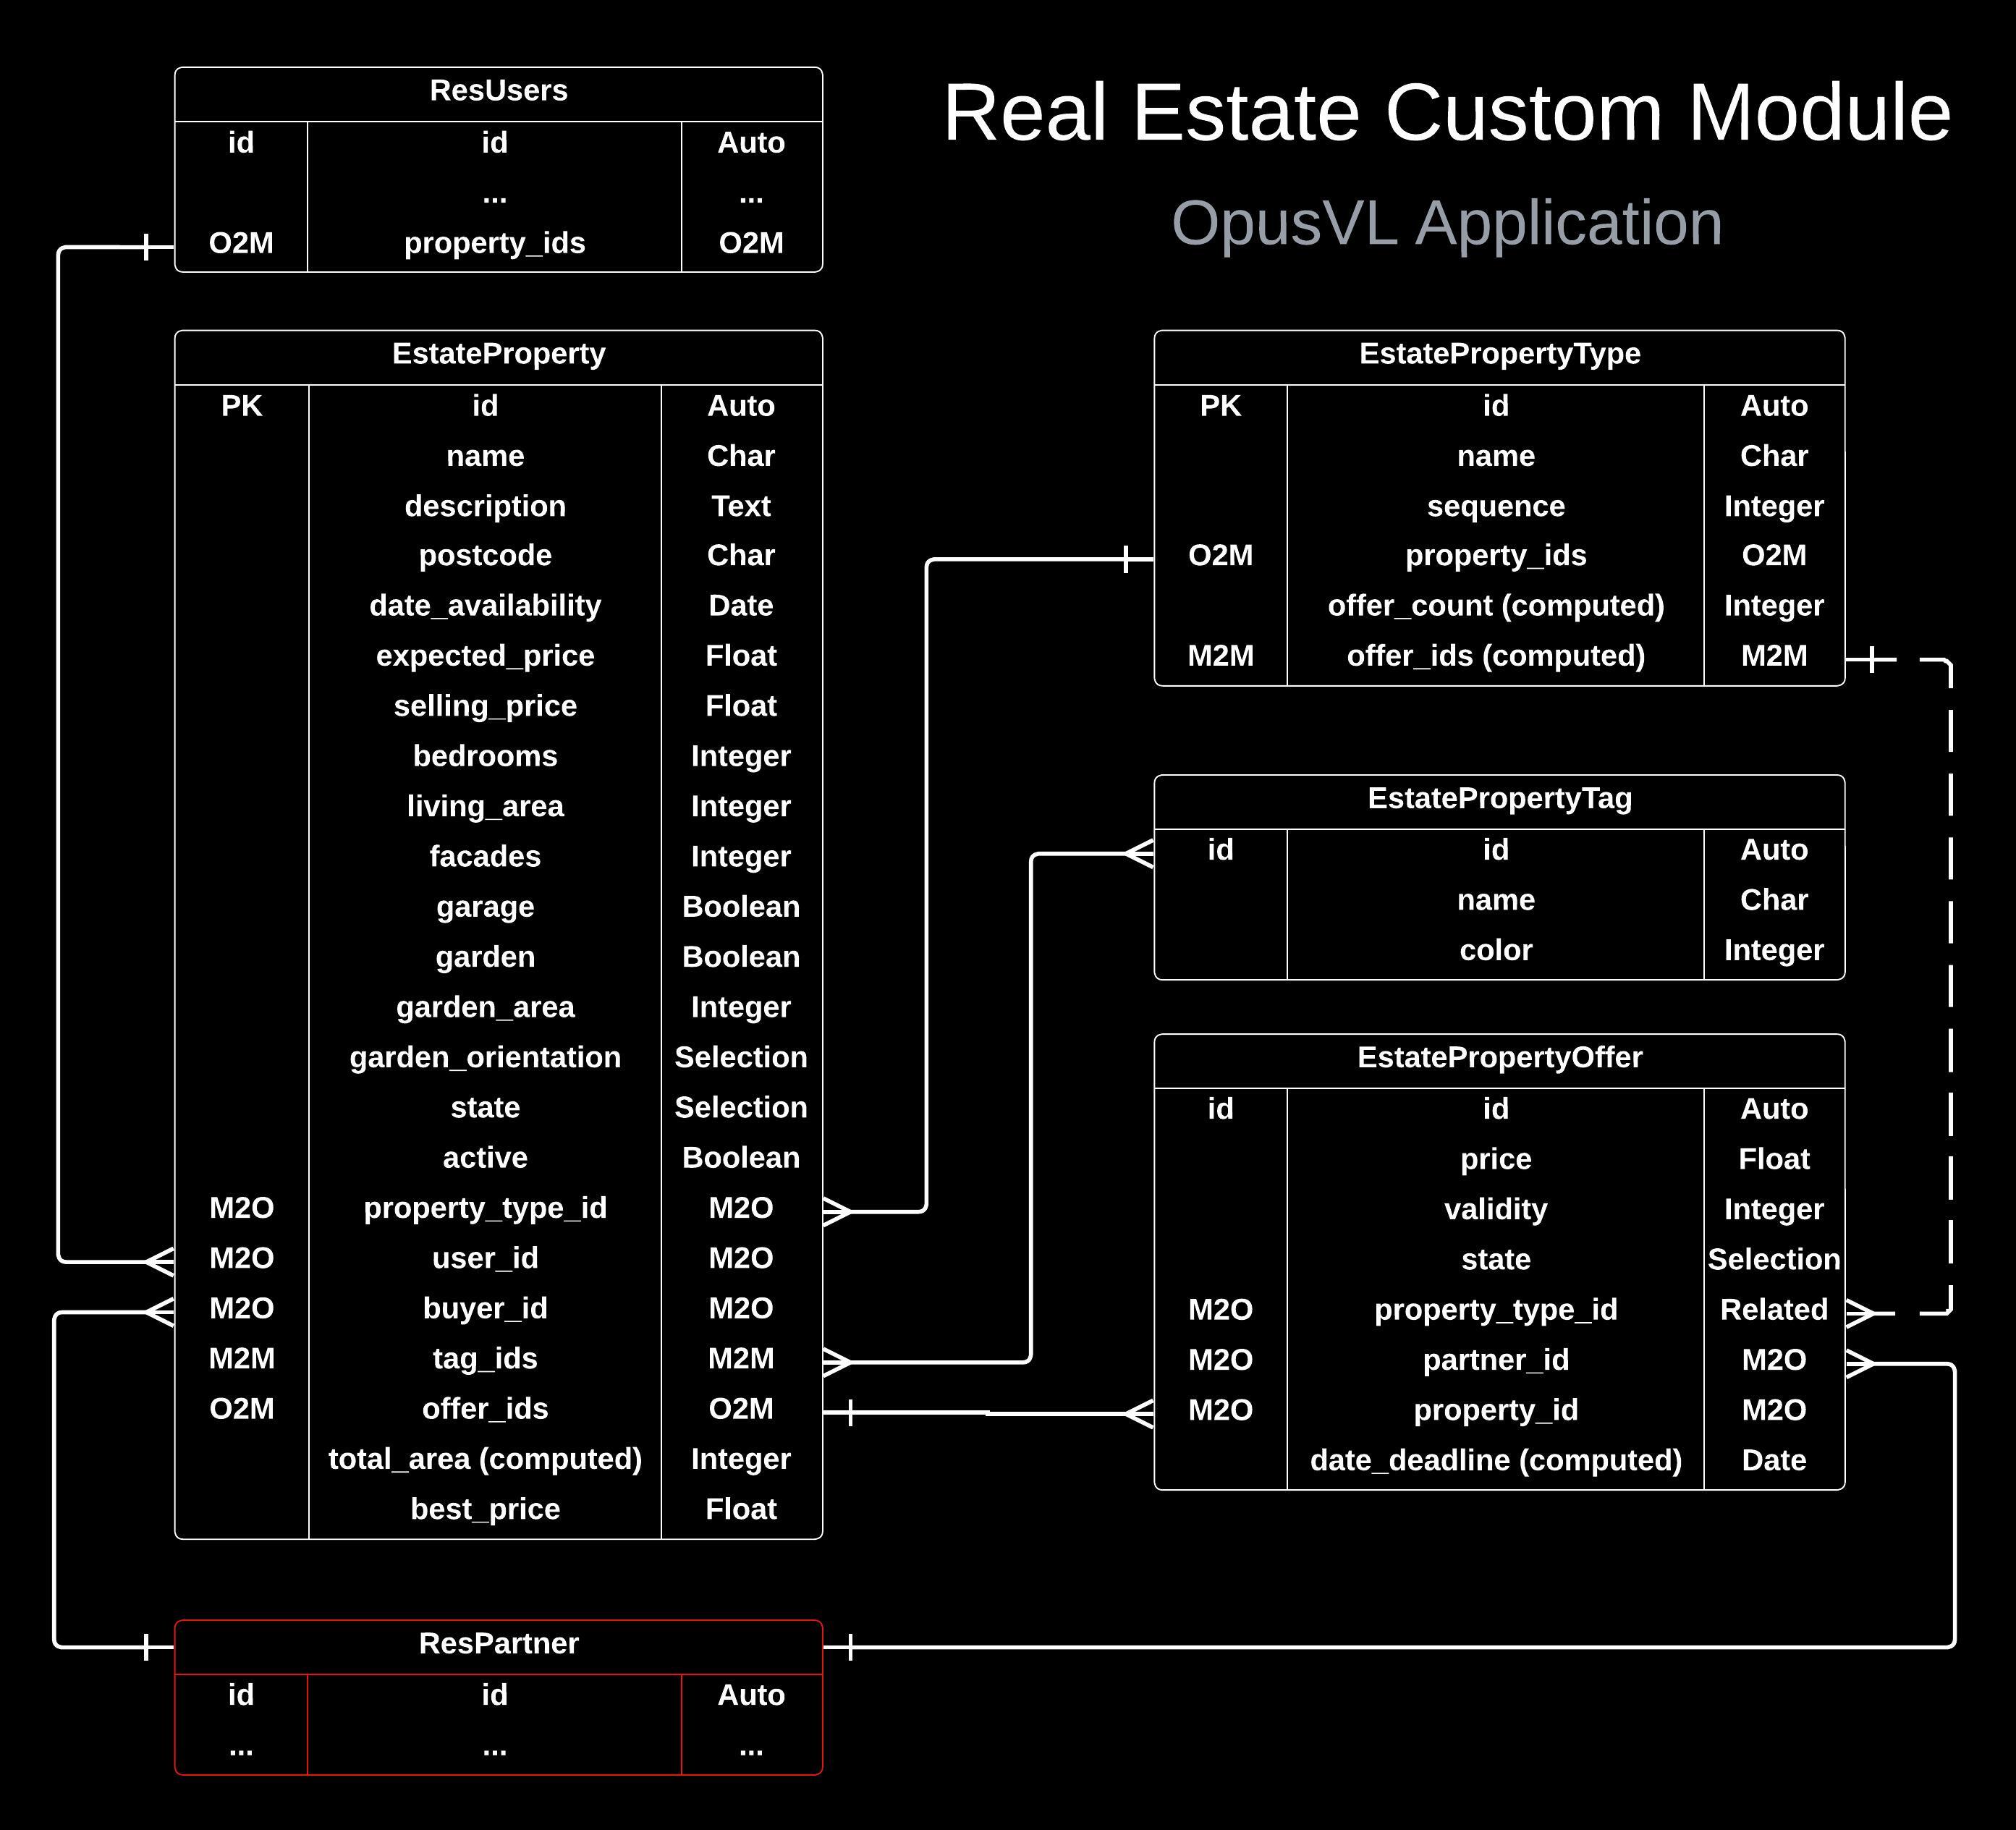 Real Estate Custom Module
OpusVL Application
ResUsers
id id Auto
... ...
O2M property_ids O2M
EstateProperty
PK id Auto
name Char
description Text
postcode Char
date_availability Date
expected_price Float
selling_price Float
bedrooms Integer
living_area Integer
facades Integer
garage Boolean
garden Boolean
garden_area Integer
garden_orientation Selection
state Selection
active Boolean
M2O property_type_id M2O
M2O user_id M2O
M2O buyer_id M2O
M2M tag_ids M2M
O2M offer_ids O2M
total_area (computed) Integer
best_price Float
EstatePropertyType
PK id Auto
name Char
sequence Integer
O2M property_ids O2M
offer_count (computed) Integer
M2M offer_ids (computed) M2M
EstatePropertyTag
id id Auto
name Char
color Integer
EstatePropertyOffer
id id Auto
price Float
validity Integer
state Selection
M2O property_type_id Related
M2O partner_id M2O
M2O property_id M2O
date_deadline (computed) Date
ResPartner
id id Auto
... ... ...